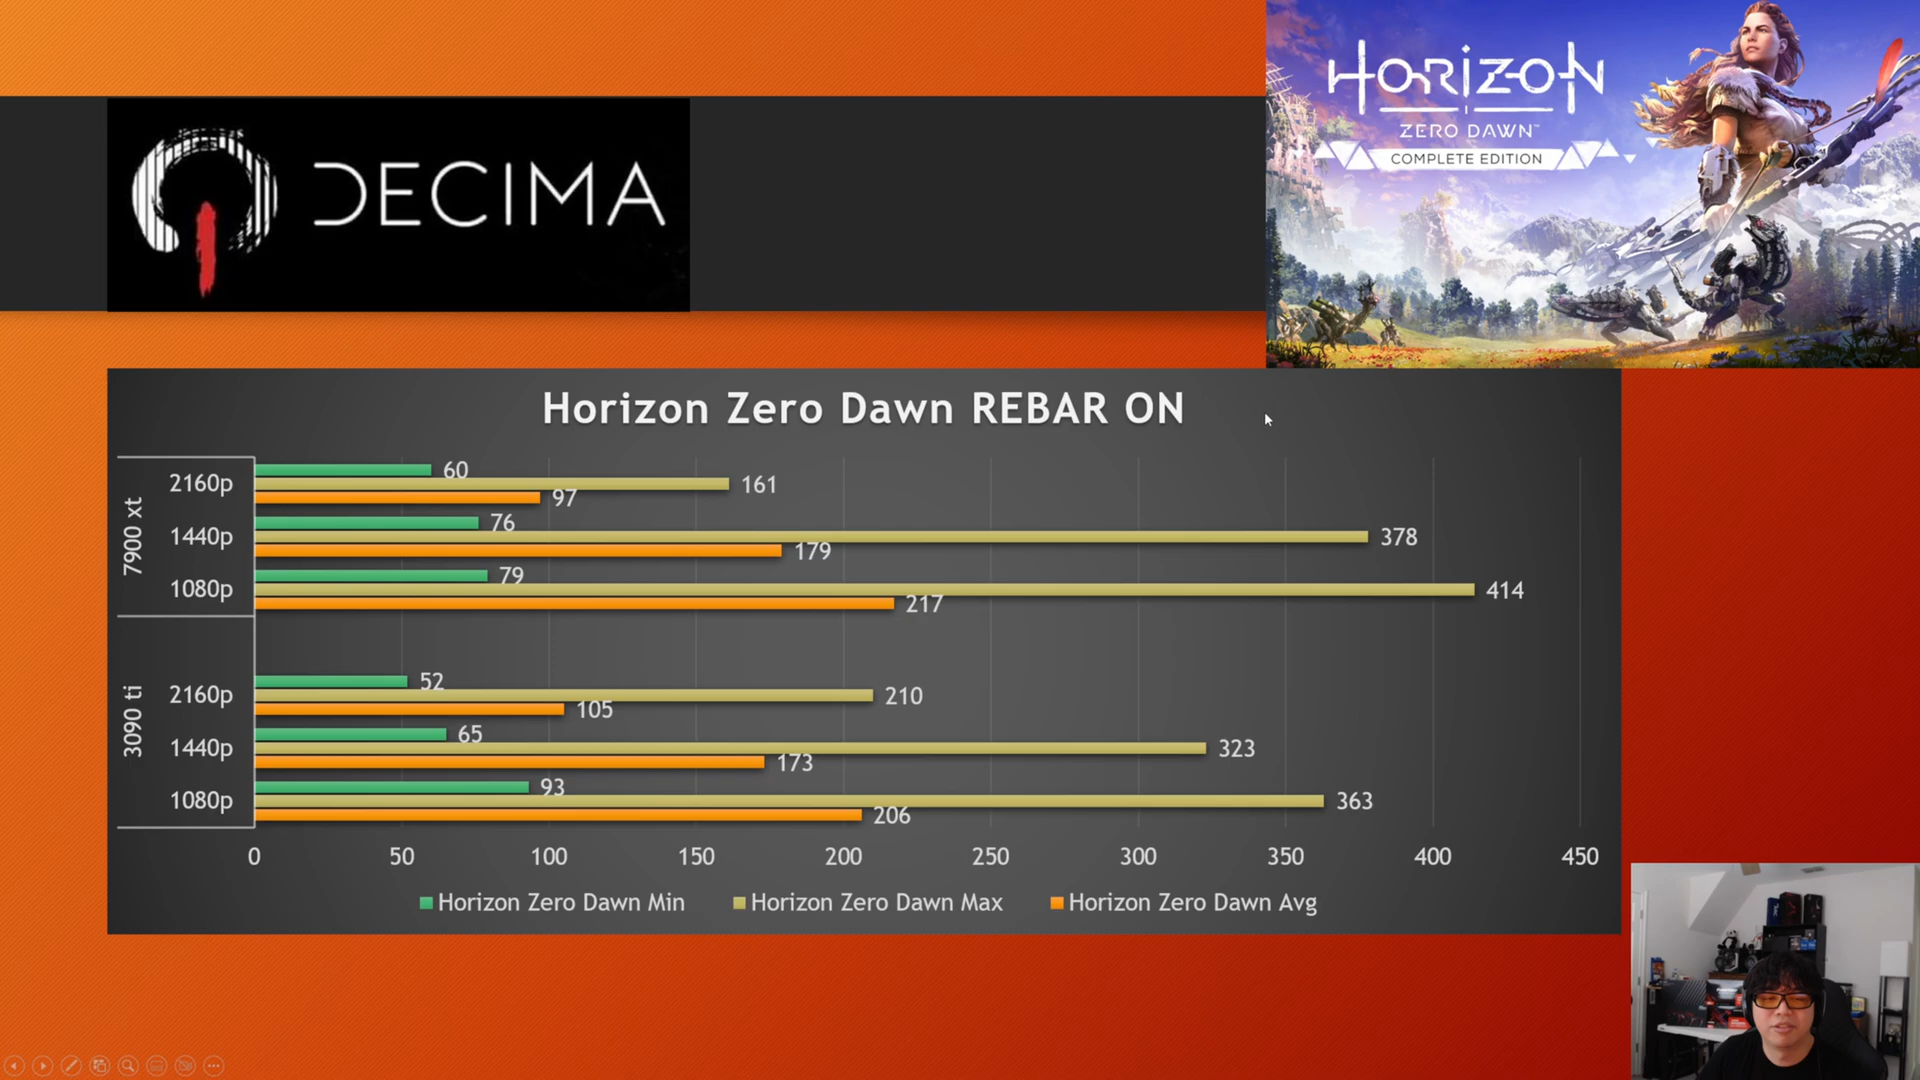 HORIZON
ZERO DAWN™
COMPLETE EDITION
DECIMA
Horizon Zero Dawn REBAR ON
7900 xt
2160p
60
161
97
1440p
76
378
179
1080p
79
414
217
3090 ti
2160p
52
210
105
1440p
65
323
173
1080p
93
363
206
0 50 100 150 200 250 300 350 400 450
Horizon Zero Dawn Min Horizon Zero Dawn Max Horizon Zero Dawn Avg